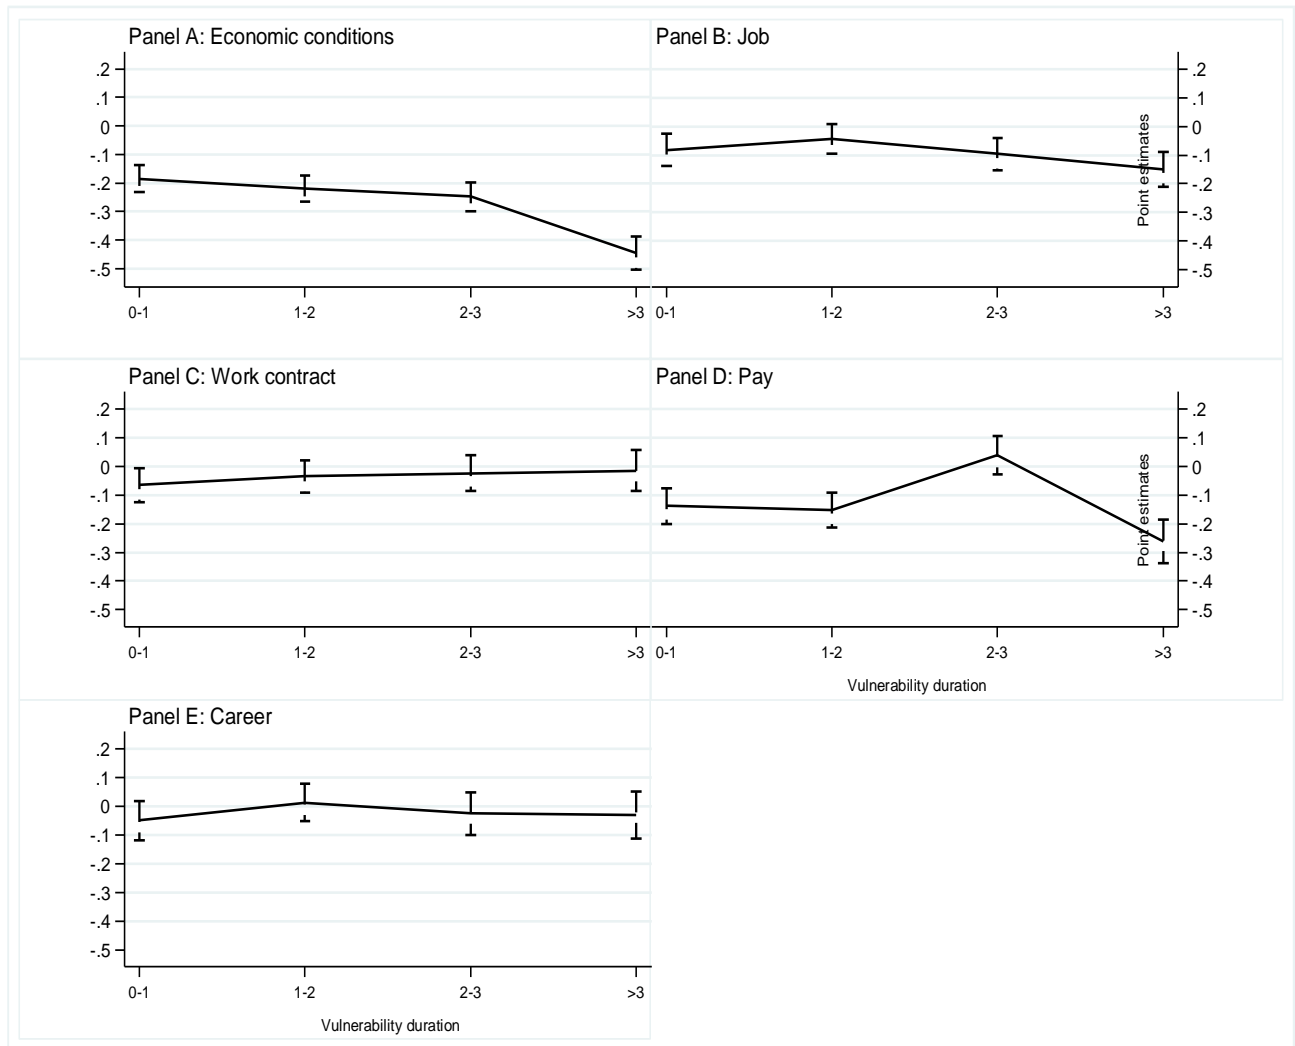 Panel A: Economic conditions
.2
.1
0
-.1
-.2
-.3
-.4
-.5
0-1 1-2 2-3 >3
Panel B: Job
.2
.1
0
-.1
-.2
-.3
-.4
-.5
Point estimates
0-1 1-2 2-3 >3
Panel C: Work contract
.2
.1
0
-.1
-.2
-.3
-.4
-.5
0-1 1-2 2-3 >3
Panel D: Pay
.2
.1
0
-.1
-.2
-.3
-.4
-.5
Point estimates
0-1 1-2 2-3 >3
Vulnerability duration
Panel E: Career
.2
.1
0
-.1
-.2
-.3
-.4
-.5
0-1 1-2 2-3 >3
Vulnerability duration